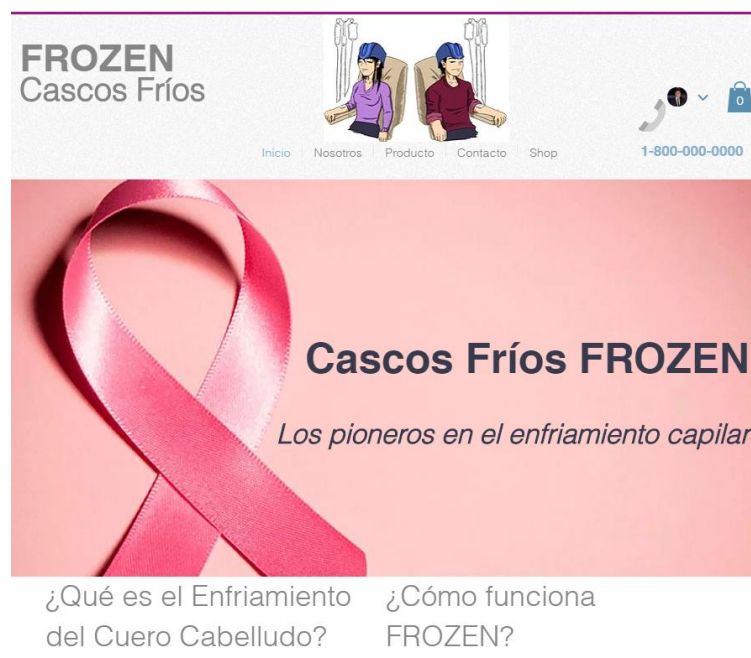 FROZEN
Cascos Fríos
0
Inicio Nosotros Producto Contacto Shop
1-800-000-0000
Cascos Fríos FROZEN
Los pioneros en el enfriamiento capilar
¿Qué es el Enfriamiento
del Cuero Cabelludo?
¿Cómo funciona
FROZEN?